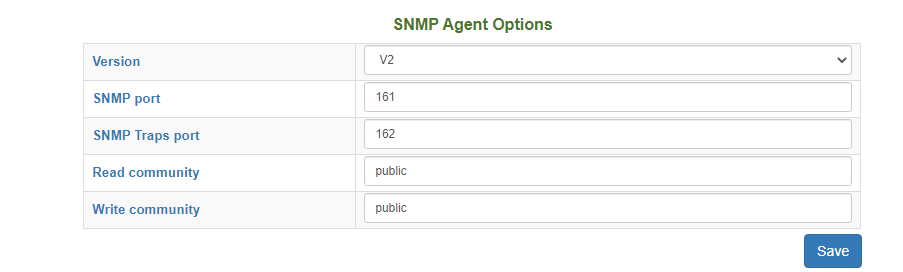 SNMP Agent Options
Version V2
SNMP port 161
SNMP Traps port 162
Read community public
Write community public
Save